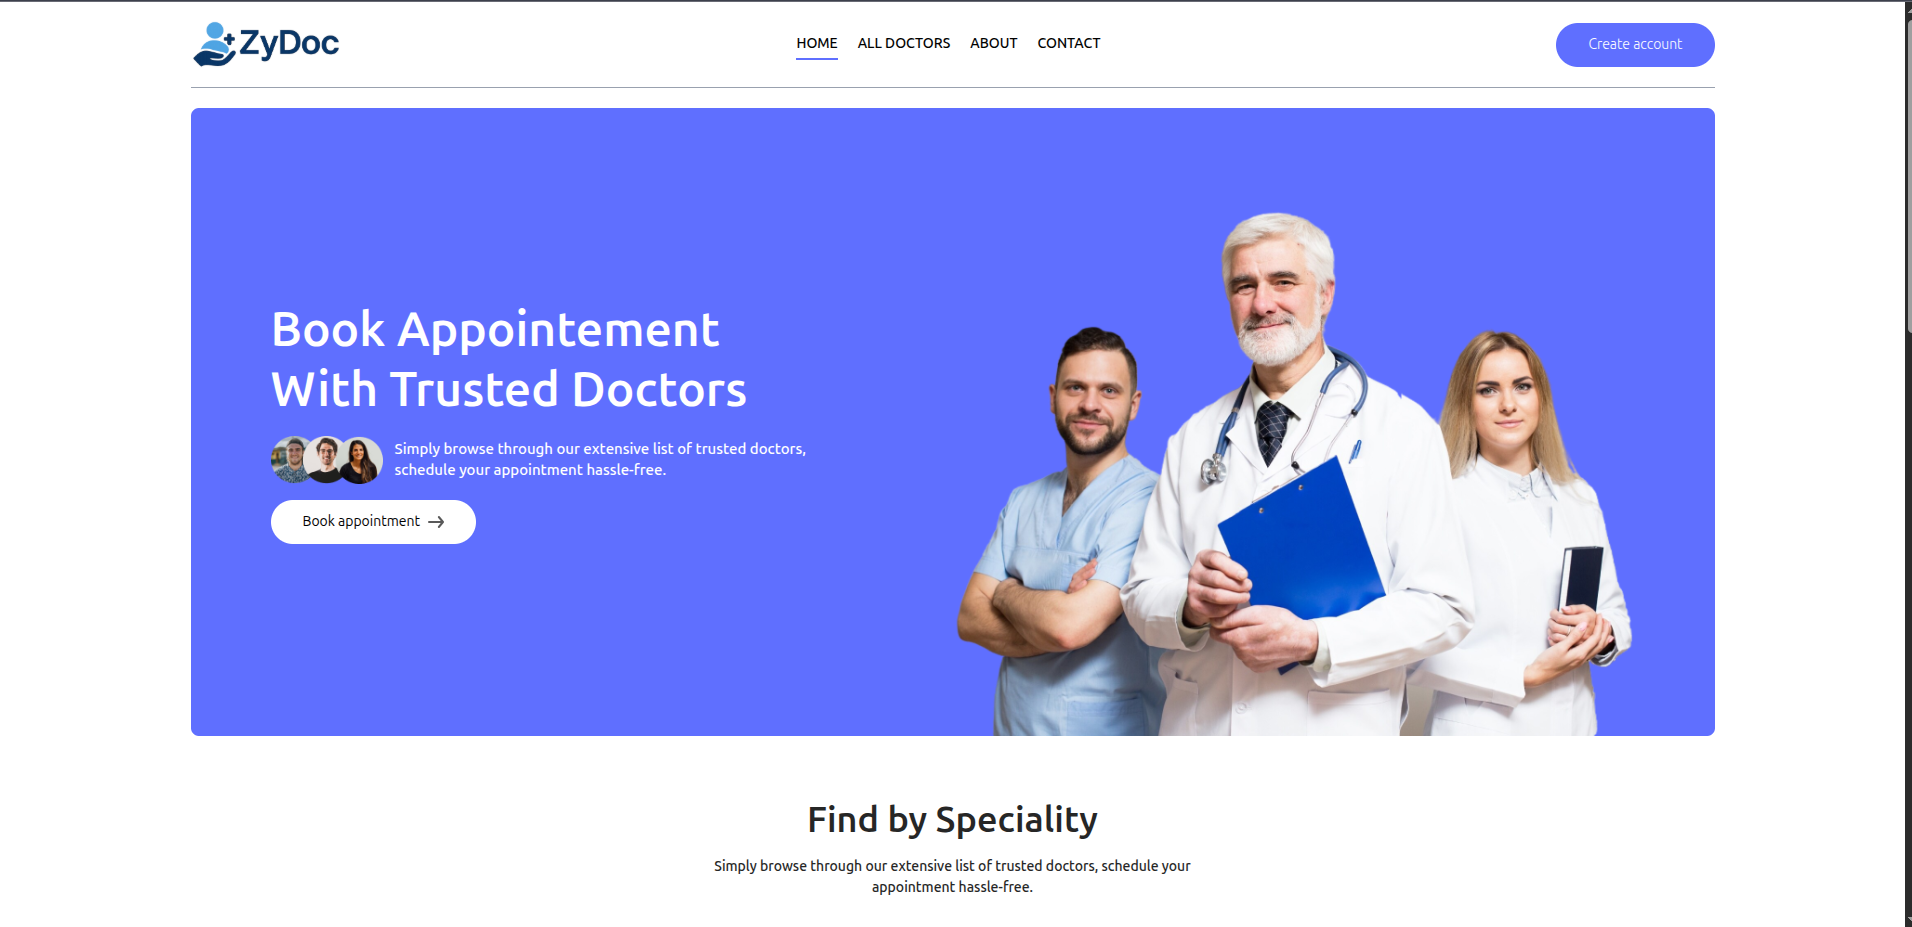 ZyDoc
HOME ALL DOCTORS ABOUT CONTACT
Create account
Book Appointement
With Trusted Doctors
Simply browse through our extensive list of trusted doctors,
schedule your appointment hassle-free.
Book appointment
Find by Speciality
Simply browse through our extensive list of trusted doctors, schedule your
appointment hassle-free.